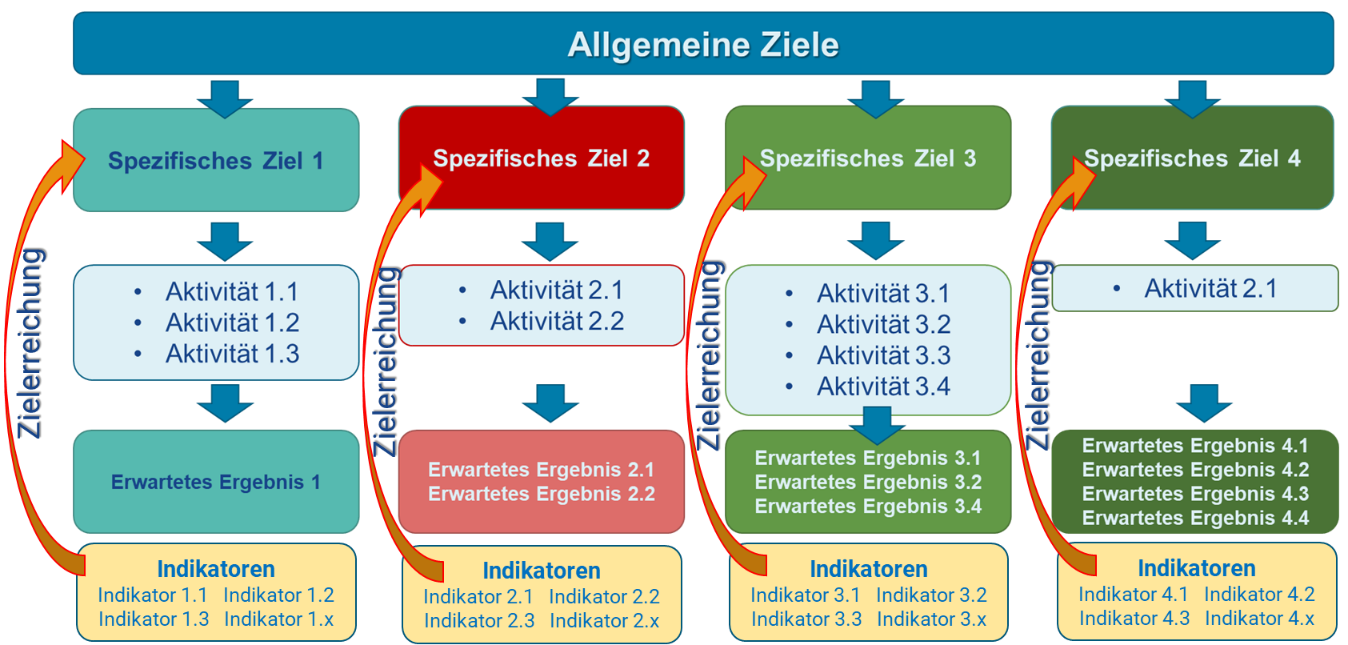 Allgemeine Ziele
Spezifisches Ziel 1
Spezifisches Ziel 2
Spezifisches Ziel 3
Spezifisches Ziel 4
Zielerreichung
• Aktivität 1.1
• Aktivität 1.2
• Aktivität 1.3
Zielerreichung
• Aktivität 2.1
• Aktivität 2.2
Zielerreichung
• Aktivität 3.1
• Aktivität 3.2
• Aktivität 3.3
• Aktivität 3.4
Zielerreichung
• Aktivität 2.1
Erwartetes Ergebnis 1
Erwartetes Ergebnis 2.1
Erwartetes Ergebnis 2.2
Erwartetes Ergebnis 3.1
Erwartetes Ergebnis 3.2
Erwartetes Ergebnis 3.4
Erwartetes Ergebnis 4.1
Erwartetes Ergebnis 4.2
Erwartetes Ergebnis 4.3
Erwartetes Ergebnis 4.4
Indikatoren
Indikator 1.1 Indikator 1.2
Indikator 1.3 Indikator 1.x
Indikatoren
Indikator 2.1 Indikator 2.2
Indikator 2.3 Indikator 2.x
Indikatoren
Indikator 3.1 Indikator 3.2
Indikator 3.3 Indikator 3.x
Indikatoren
Indikator 4.1 Indikator 4.2
Indikator 4.3 Indikator 4.x